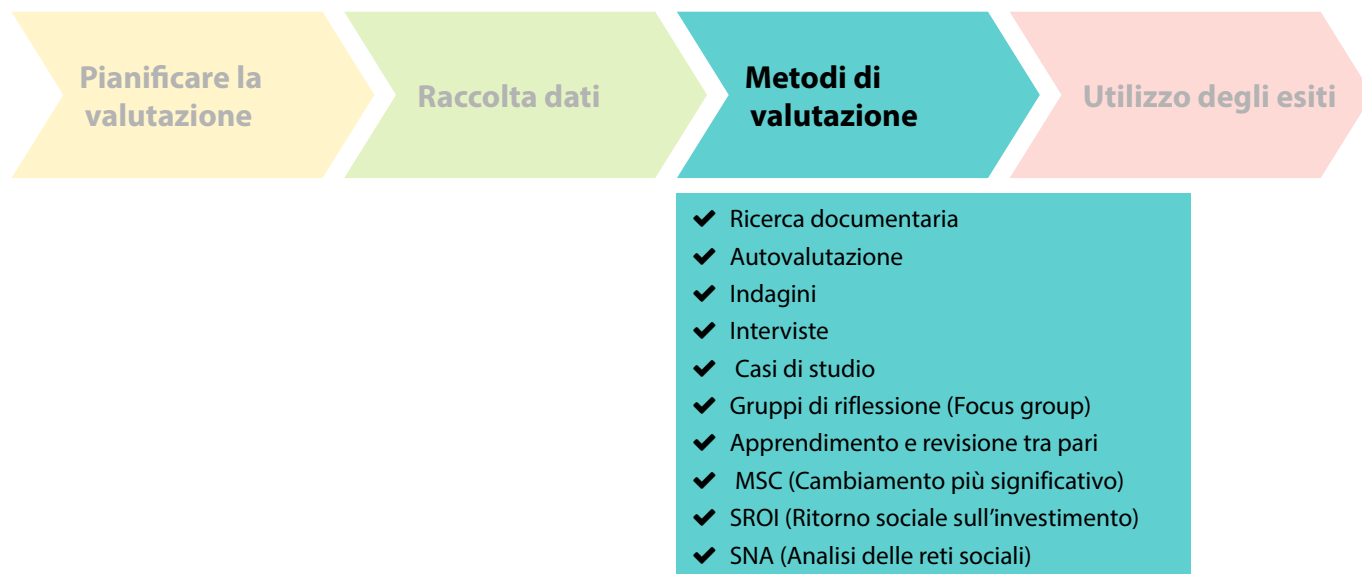 Pianificare la
valutazione
Raccolta dati
Metodi di
valutazione
Utilizzo degli esiti
✔ Ricerca documentaria
✔ Autovalutazione
✔ Indagini
✔ Interviste
✔ Casi di studio
✔ Gruppi di riflessione (Focus group)
✔ Apprendimento e revisione tra pari
✔ MSC (Cambiamento più significativo)
✔ SROI (Ritorno sociale sull’investimento)
✔ SNA (Analisi delle reti sociali)